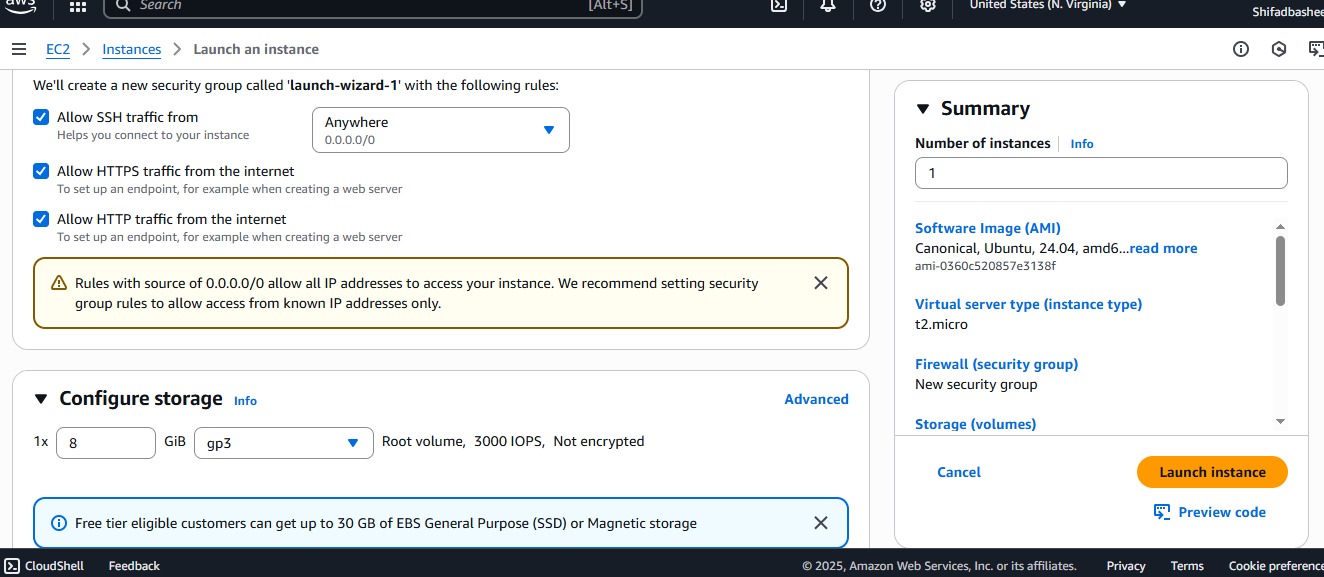 aws
Search
[Alt+S]
United States (N. Virginia)
Shifadbashee
EC2 > Instances > Launch an instance
We'll create a new security group called 'launch-wizard-1' with the following rules:
Allow SSH traffic from
Helps you connect to your instance
Anywhere
0.0.0.0/0
Allow HTTPS traffic from the internet
To set up an endpoint, for example when creating a web server
Allow HTTP traffic from the internet
To set up an endpoint, for example when creating a web server
Rules with source of 0.0.0.0/0 allow all IP addresses to access your instance. We recommend setting security
group rules to allow access from known IP addresses only.
Configure storage Info
Advanced
1x 8 GiB gp3 Root volume, 3000 IOPS, Not encrypted
Free tier eligible customers can get up to 30 GB of EBS General Purpose (SSD) or Magnetic storage
Summary
Number of instances Info
1
Software Image (AMI)
Canonical, Ubuntu, 24.04, amd6...read more
ami-0360c520857e3138f
Virtual server type (instance type)
t2.micro
Firewall (security group)
New security group
Storage (volumes)
Cancel
Launch instance
Preview code
CloudShell Feedback
© 2025, Amazon Web Services, Inc. or its affiliates. Privacy Terms Cookie preference